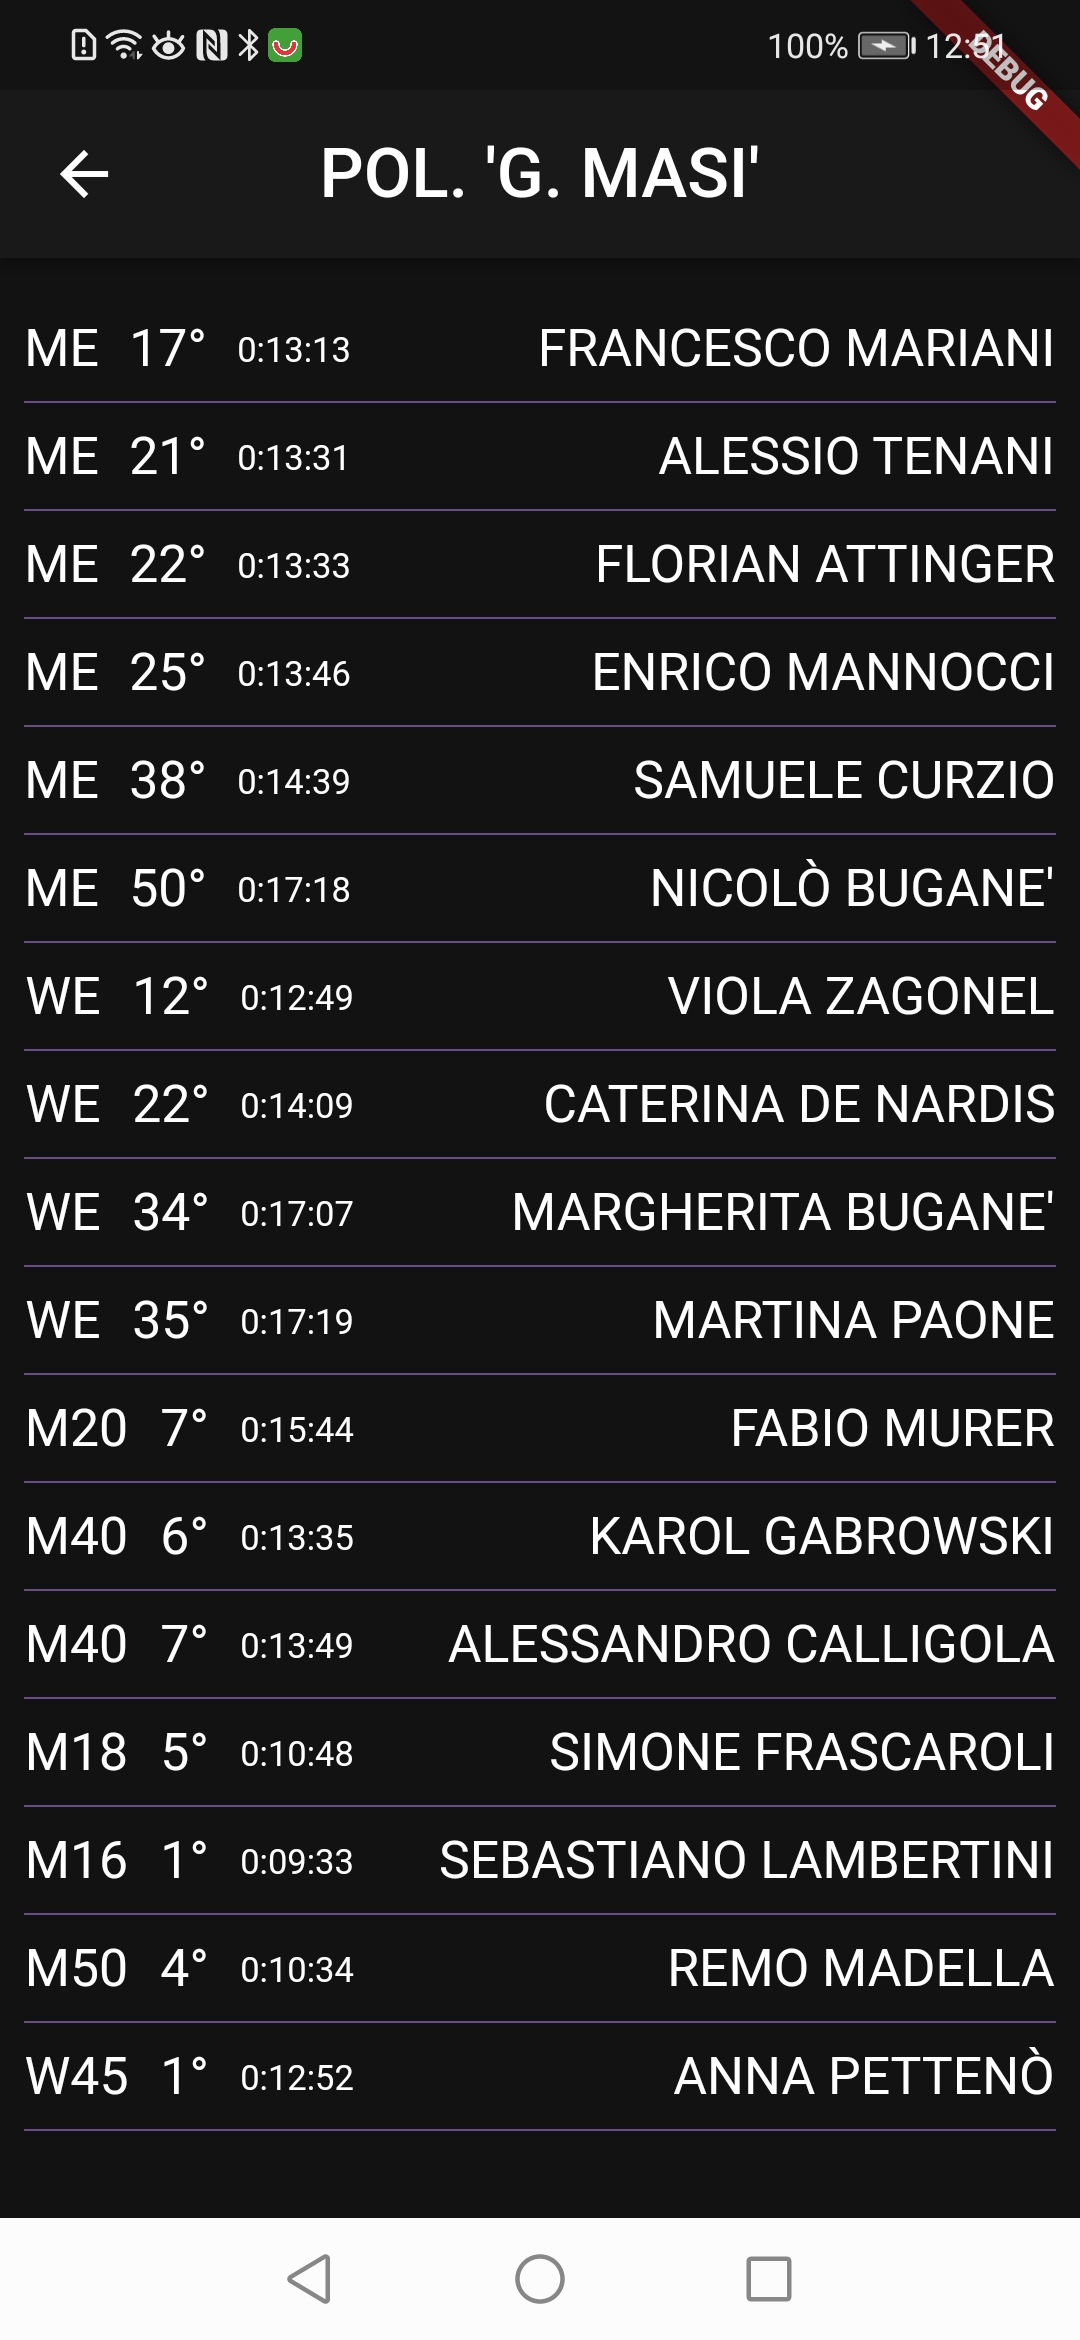 100% 12:51
DEBUG
POL. 'G. MASI'
ME 17° 0:13:13 FRANCESCO MARIANI
ME 21° 0:13:31 ALESSIO TENANI
ME 22° 0:13:33 FLORIAN ATTINGER
ME 25° 0:13:46 ENRICO MANNOCCI
ME 38° 0:14:39 SAMUELE CURZIO
ME 50° 0:17:18 NICOLÒ BUGANE'
WE 12° 0:12:49 VIOLA ZAGONEL
WE 22° 0:14:09 CATERINA DE NARDIS
WE 34° 0:17:07 MARGHERITA BUGANE'
WE 35° 0:17:19 MARTINA PAONE
M20 7° 0:15:44 FABIO MURER
M40 6° 0:13:35 KAROL GABROWSKI
M40 7° 0:13:49 ALESSANDRO CALLIGOLA
M18 5° 0:10:48 SIMONE FRASCAROLI
M16 1° 0:09:33 SEBASTIANO LAMBERTINI
M50 4° 0:10:34 REMO MADELLA
W45 1° 0:12:52 ANNA PETTENÒ